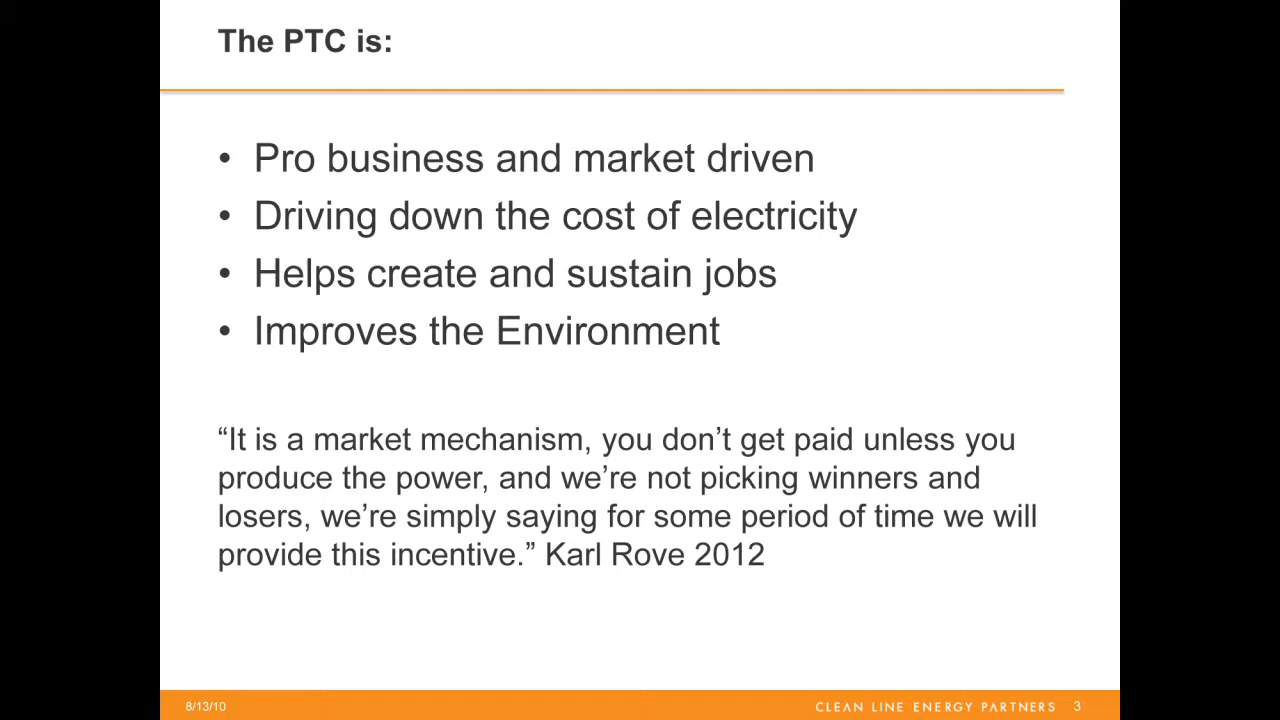 The PTC is:
• Pro business and market driven
• Driving down the cost of electricity
• Helps create and sustain jobs
• Improves the Environment
“It is a market mechanism, you don’t get paid unless you
produce the power, and we’re not picking winners and
losers, we’re simply saying for some period of time we will
provide this incentive.” Karl Rove 2012
8/13/10 CLEAN LINE ENERGY PARTNERS 3